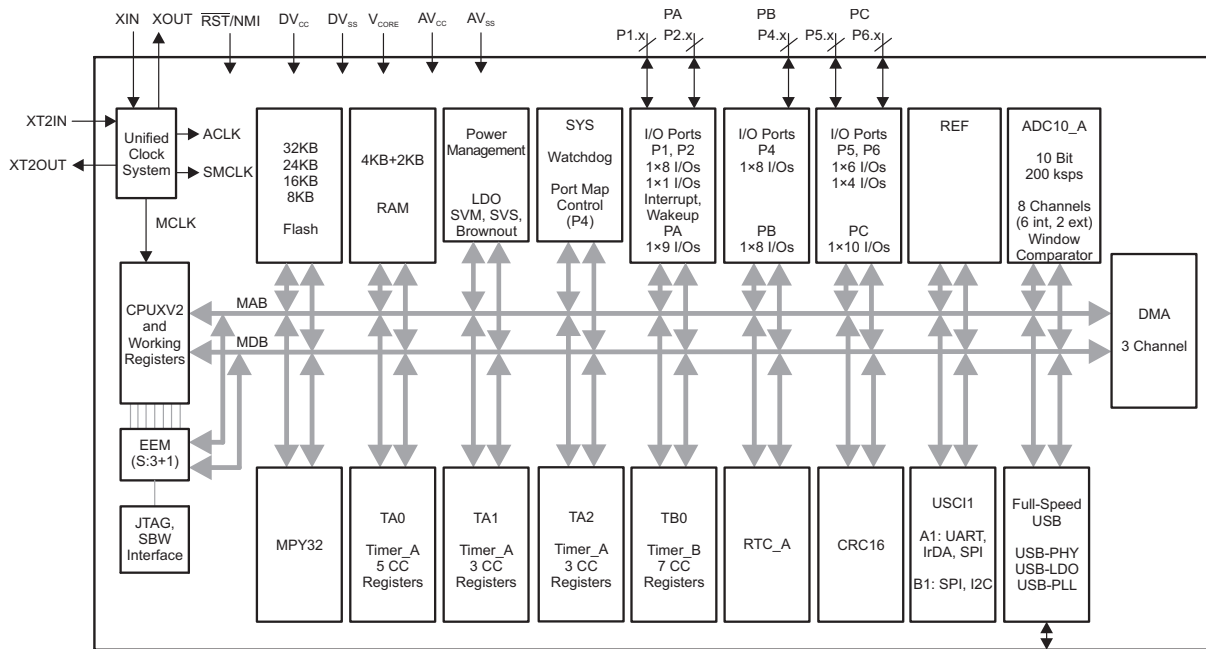 XIN
XOUT
RST/NMI
DVCC
DVSS
VCORE
AVCC
AVSS
PA
P1.x
P2.x
PB
P4.x
PC
P5.x
P6.x
XT2IN
XT2OUT
Unified
Clock
System
ACLK
SMCLK
MCLK
32KB
24KB
16KB
8KB
Flash
4KB+2KB
RAM
Power
Management
LDO
SVM, SVS,
Brownout
SYS
Watchdog
Port Map
Control
(P4)
I/O Ports
P1, P2
1×8 I/Os
1×1 I/Os
Interrupt,
Wakeup
PA
1×9 I/Os
I/O Ports
P4
1×8 I/Os
PB
1×8 I/Os
I/O Ports
P5, P6
1×6 I/Os
1×4 I/Os
PC
1×10 I/Os
REF
ADC10_A
10 Bit
200 ksps
8 Channels
(6 int, 2 ext)
Window
Comparator
CPUXV2
and
Working
Registers
MAB
MDB
DMA
3 Channel
EEM
(S:3+1)
JTAG,
SBW
Interface
MPY32
TA0
Timer_A
5 CC
Registers
TA1
Timer_A
3 CC
Registers
TA2
Timer_A
3 CC
Registers
TB0
Timer_B
7 CC
Registers
RTC_A
CRC16
USCI1
A1: UART,
IrDA, SPI
B1: SPI, I2C
Full-Speed
USB
USB-PHY
USB-LDO
USB-PLL